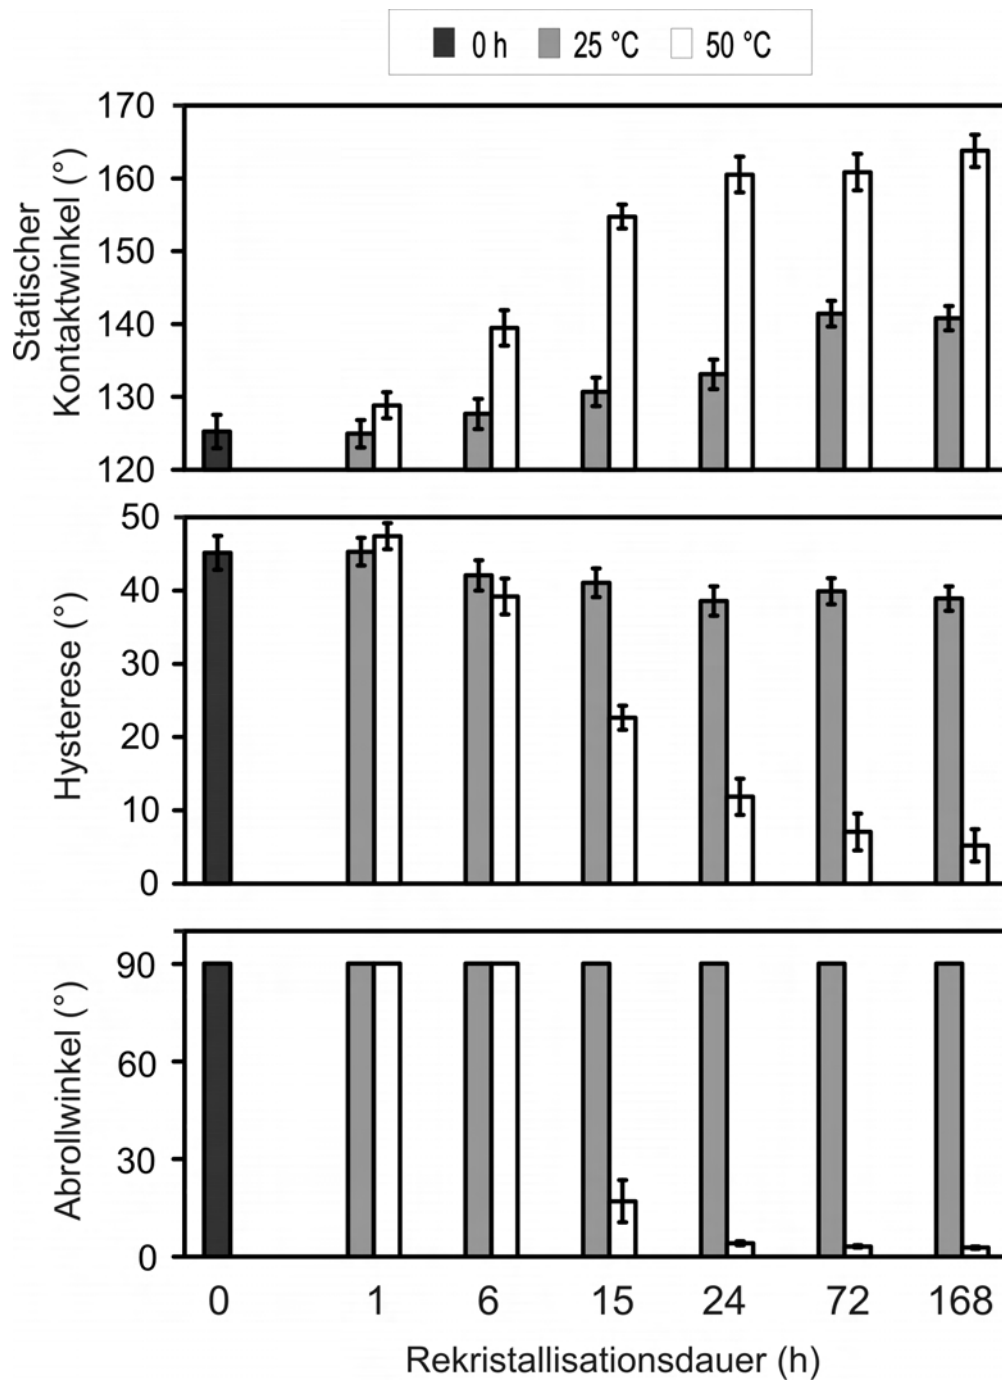 0 h 25 °C 50 °C
Statischer
Kontaktwinkel (°)
170
160
150
140
130
120
Hysterese (°)
50
40
30
20
10
0
Abrollwinkel (°)
90
60
30
0
0 1 6 15 24 72 168
Rekristallisationsdauer (h)